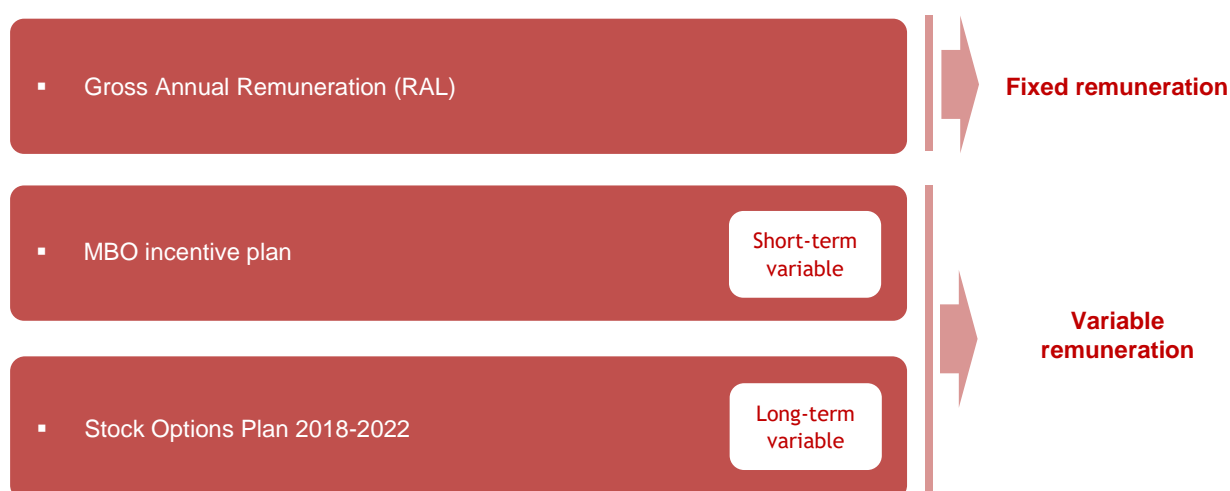 ▪ Gross Annual Remuneration (RAL)
Fixed remuneration
▪ MBO incentive plan
Short-term
variable
Variable
remuneration
▪ Stock Options Plan 2018-2022
Long-term
variable